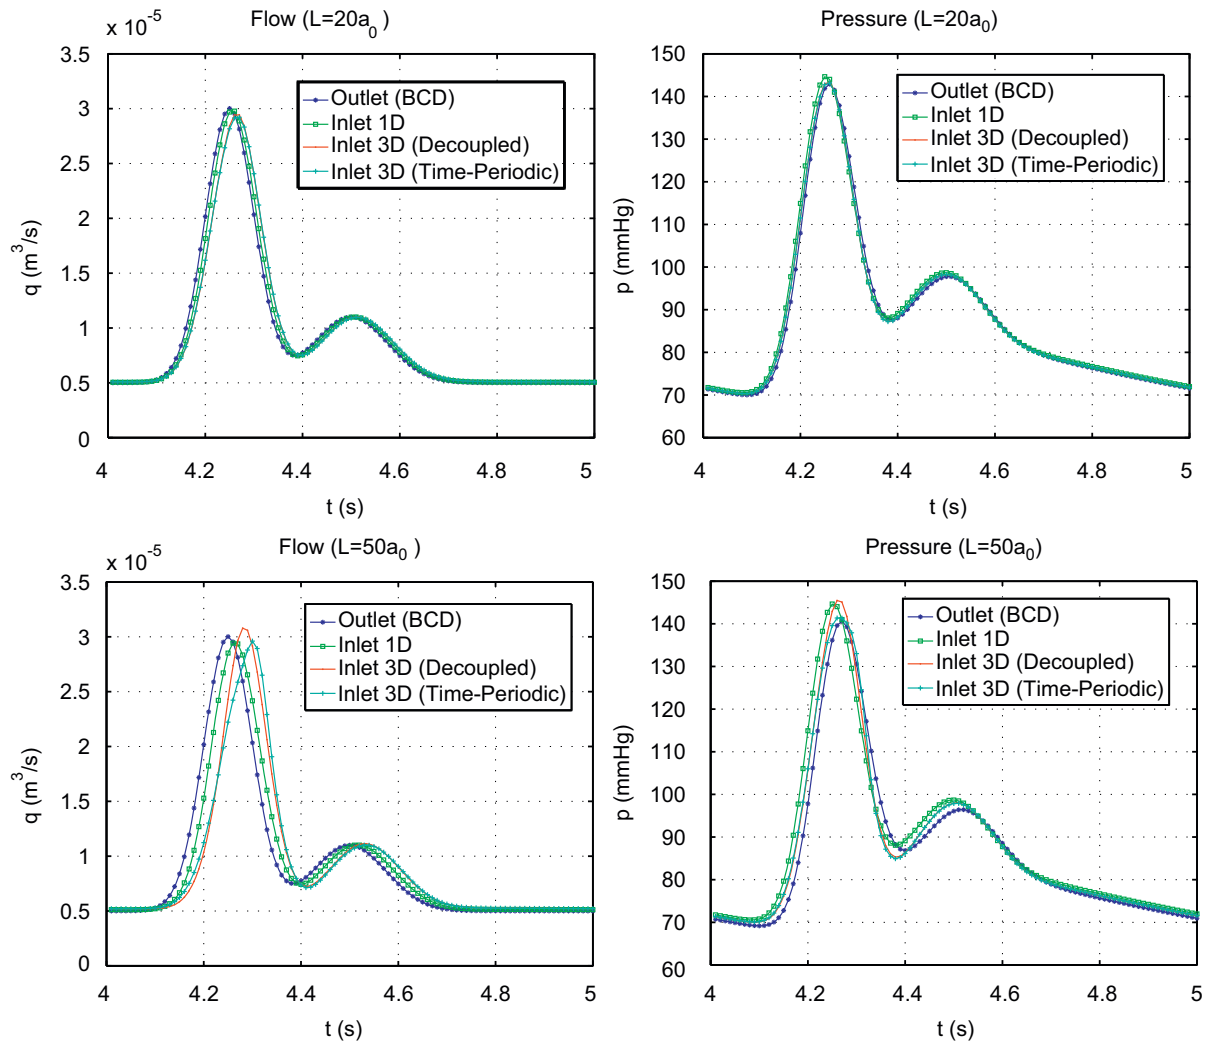 Flow (L=20a0 )
x 10-5
3.5
3
2.5
2
1.5
1
0.5
0
q (m3/s)
4
4.2
4.4
4.6
4.8
5
t (s)
Outlet (BCD)
Inlet 1D
Inlet 3D (Decoupled)
Inlet 3D (Time-Periodic)
Pressure (L=20a0)
150
140
130
120
110
100
90
80
70
60
p (mmHg)
4
4.2
4.4
4.6
4.8
5
t (s)
Outlet (BCD)
Inlet 1D
Inlet 3D (Decoupled)
Inlet 3D (Time-Periodic)
Flow (L=50a0 )
x 10-5
3.5
3
2.5
2
1.5
1
0.5
0
q (m3/s)
4
4.2
4.4
4.6
4.8
5
t (s)
Outlet (BCD)
Inlet 1D
Inlet 3D (Decoupled)
Inlet 3D (Time-Periodic)
Pressure (L=50a0)
150
140
130
120
110
100
90
80
70
60
p (mmHg)
4
4.2
4.4
4.6
4.8
5
t (s)
Outlet (BCD)
Inlet 1D
Inlet 3D (Decoupled)
Inlet 3D (Time-Periodic)